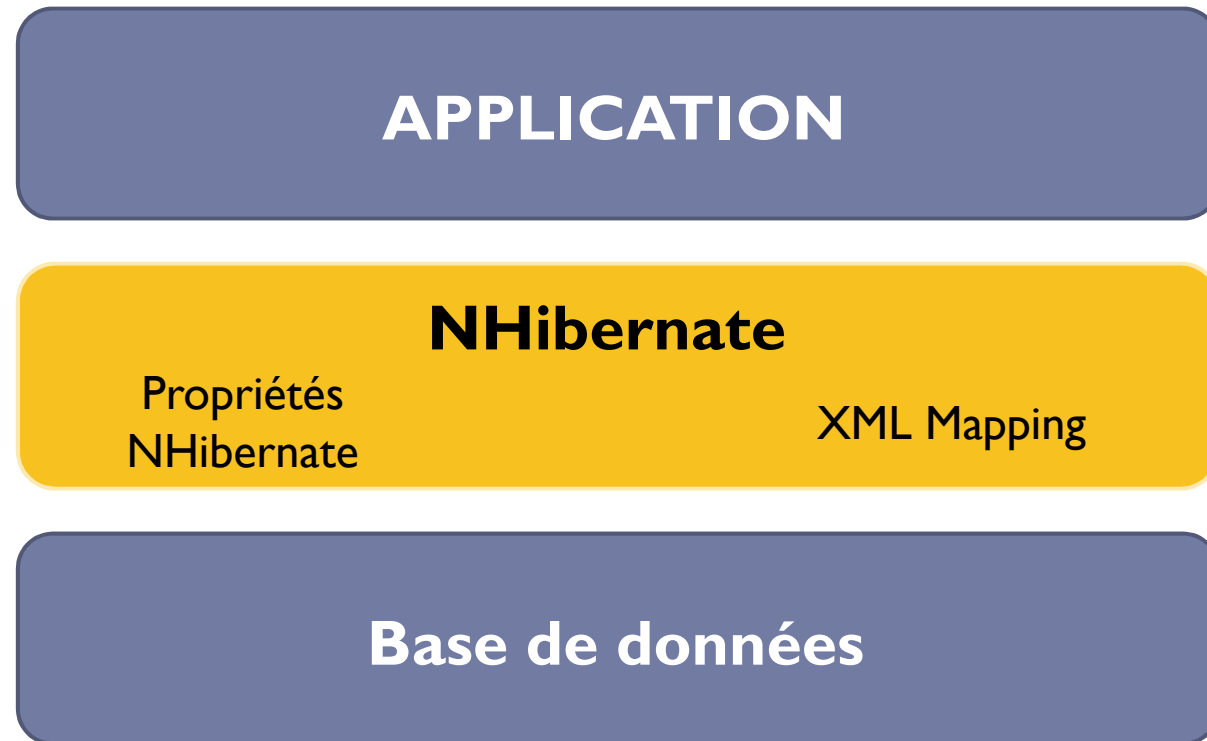 APPLICATION
NHibernate
Propriétés
NHibernate
XML Mapping
Base de données